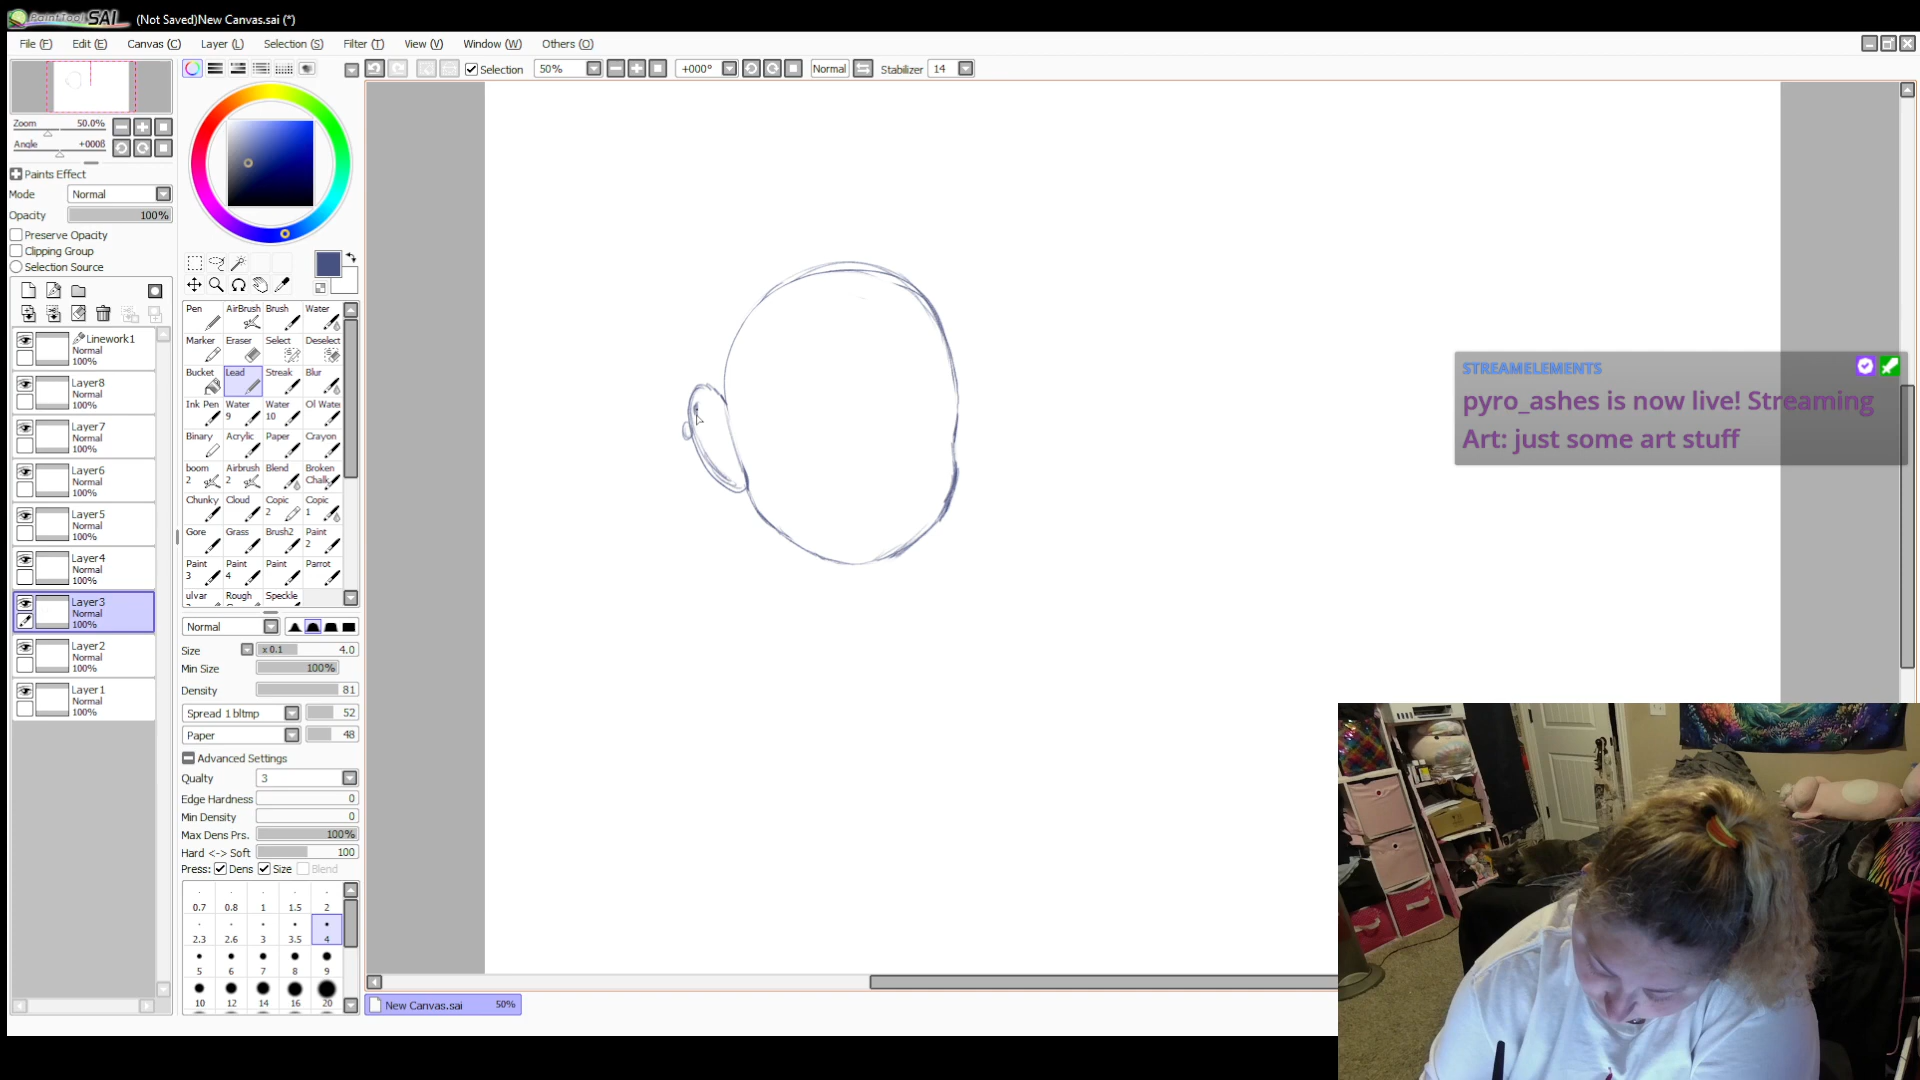 PaintTool SAI (Not Saved)New Canvas.sai (*)
File (F) Edit (E) Canvas (C) Layer (L) Selection (S) Filter (T) View (V) Window (W) Others (O)
Selection 50% +000° Normal Stabilizer 14
Zoom 50.0%
Angle +000ß
Paints Effect
Mode Normal
Opacity 100%
Preserve Opacity
Clipping Group
Selection Source
Linework1
Normal
100%
Layer8
Normal
100%
Layer7
Normal
100%
Layer6
Normal
100%
Layer5
Normal
100%
Layer4
Normal
100%
Layer3
Normal
100%
Layer2
Normal
100%
Layer1
Normal
100%
Pen AirBrush Brush Water
Marker Eraser Select Deselect
Bucket Lead Streak Blur
Ink Pen Water 9 Water 10 Ol Water
Binary Acrylic Paper Crayon
boom 2 Airbrush 2 Blend Broken Chalk
Chunky Cloud Copic 2 Copic 1
Gore Grass Brush2 Paint 2
Paint 3 Paint 4 Paint Parrot
ulvar Rough Speckle
Normal
Size x 0.1 4.0
Min Size 100%
Density 81
Spread 1 bltmp 52
Paper 48
Advanced Settings
Qualty 3
Edge Hardness 0
Min Density 0
Max Dens Prs. 100%
Hard <-> Soft 100
Press: Dens Size Blend
0.7 0.8 1 1.5 2
2.3 2.6 3 3.5 4
5 6 7 8 9
10 12 14 16 20
New Canvas.sai 50%
STREAMELEMENTS
pyro_ashes is now live! Streaming
Art: just some art stuff